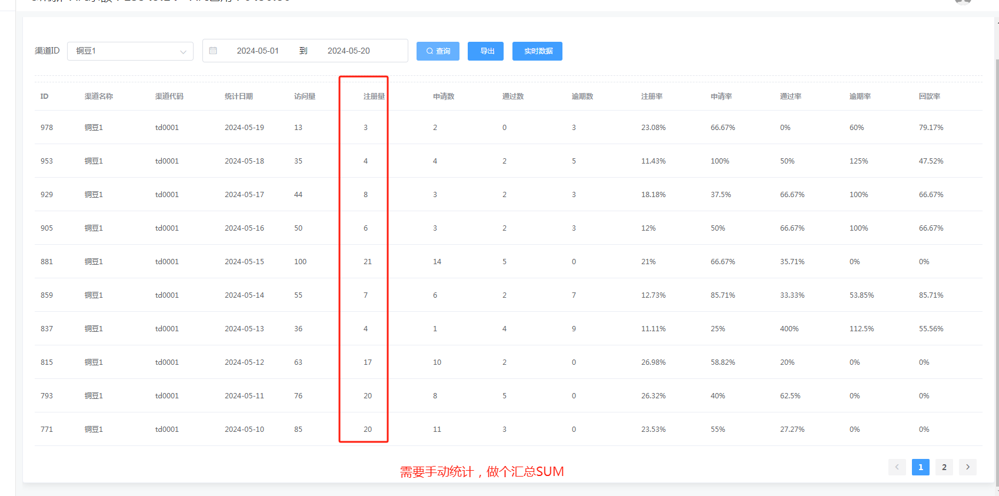 渠道ID 铜豆1 2024-05-01 到 2024-05-20 查询 导出 实时数据
ID 渠道名称 渠道代码 统计日期 访问量 注册量 申请数 通过数 逾期数 注册率 申请率 通过率 逾期率 回款率
978 铜豆1 td0001 2024-05-19 13 3 2 0 3 23.08% 66.67% 0% 60% 79.17%
953 铜豆1 td0001 2024-05-18 35 4 4 2 5 11.43% 100% 50% 125% 47.52%
929 铜豆1 td0001 2024-05-17 44 8 3 2 3 18.18% 37.5% 66.67% 100% 66.67%
905 铜豆1 td0001 2024-05-16 50 6 3 2 3 12% 50% 66.67% 100% 66.67%
881 铜豆1 td0001 2024-05-15 100 21 14 5 0 21% 66.67% 35.71% 0% 0%
859 铜豆1 td0001 2024-05-14 55 7 6 2 7 12.73% 85.71% 33.33% 53.85% 85.71%
837 铜豆1 td0001 2024-05-13 36 4 1 4 9 11.11% 25% 400% 112.5% 55.56%
815 铜豆1 td0001 2024-05-12 63 17 10 2 0 26.98% 58.82% 20% 0% 0%
793 铜豆1 td0001 2024-05-11 76 20 8 5 0 26.32% 40% 62.5% 0% 0%
771 铜豆1 td0001 2024-05-10 85 20 11 3 0 23.53% 55% 27.27% 0% 0%
需要手动统计，做个汇总SUM
1 2